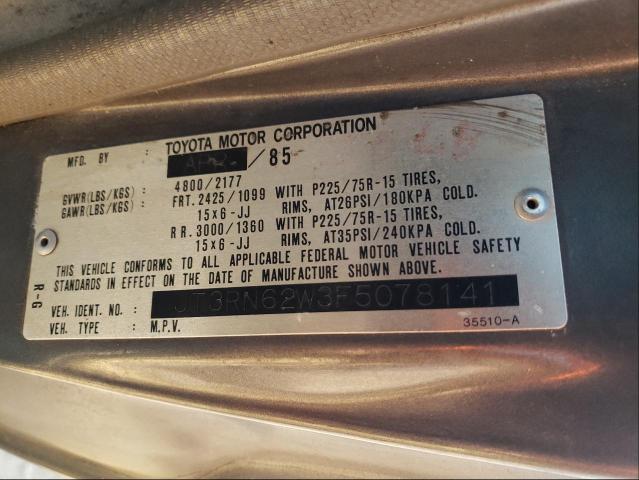 TOYOTA MOTOR CORPORATION
MFD. BY : APR. /85
4800/2177
GVWR(LBS/KGS) : FRT. 2425/1099 WITH P225/75R-15 TIRES,
GAWR(LBS/KGS) 15x6-JJ RIMS, AT26PSI/180KPA COLD.
RR. 3000/1360 WITH P225/75R-15 TIRES,
15x6-JJ RIMS, AT35PSI/240KPA COLD.
THIS VEHICLE CONFORMS TO ALL APPLICABLE FEDERAL MOTOR VEHICLE SAFETY
STANDARDS IN EFFECT ON THE DATE OF MANUFACTURE SHOWN ABOVE.
R-G
VEH. IDENT. NO. : JT3RN62W3F5078141
VEH. TYPE : M.P.V. 35510-A